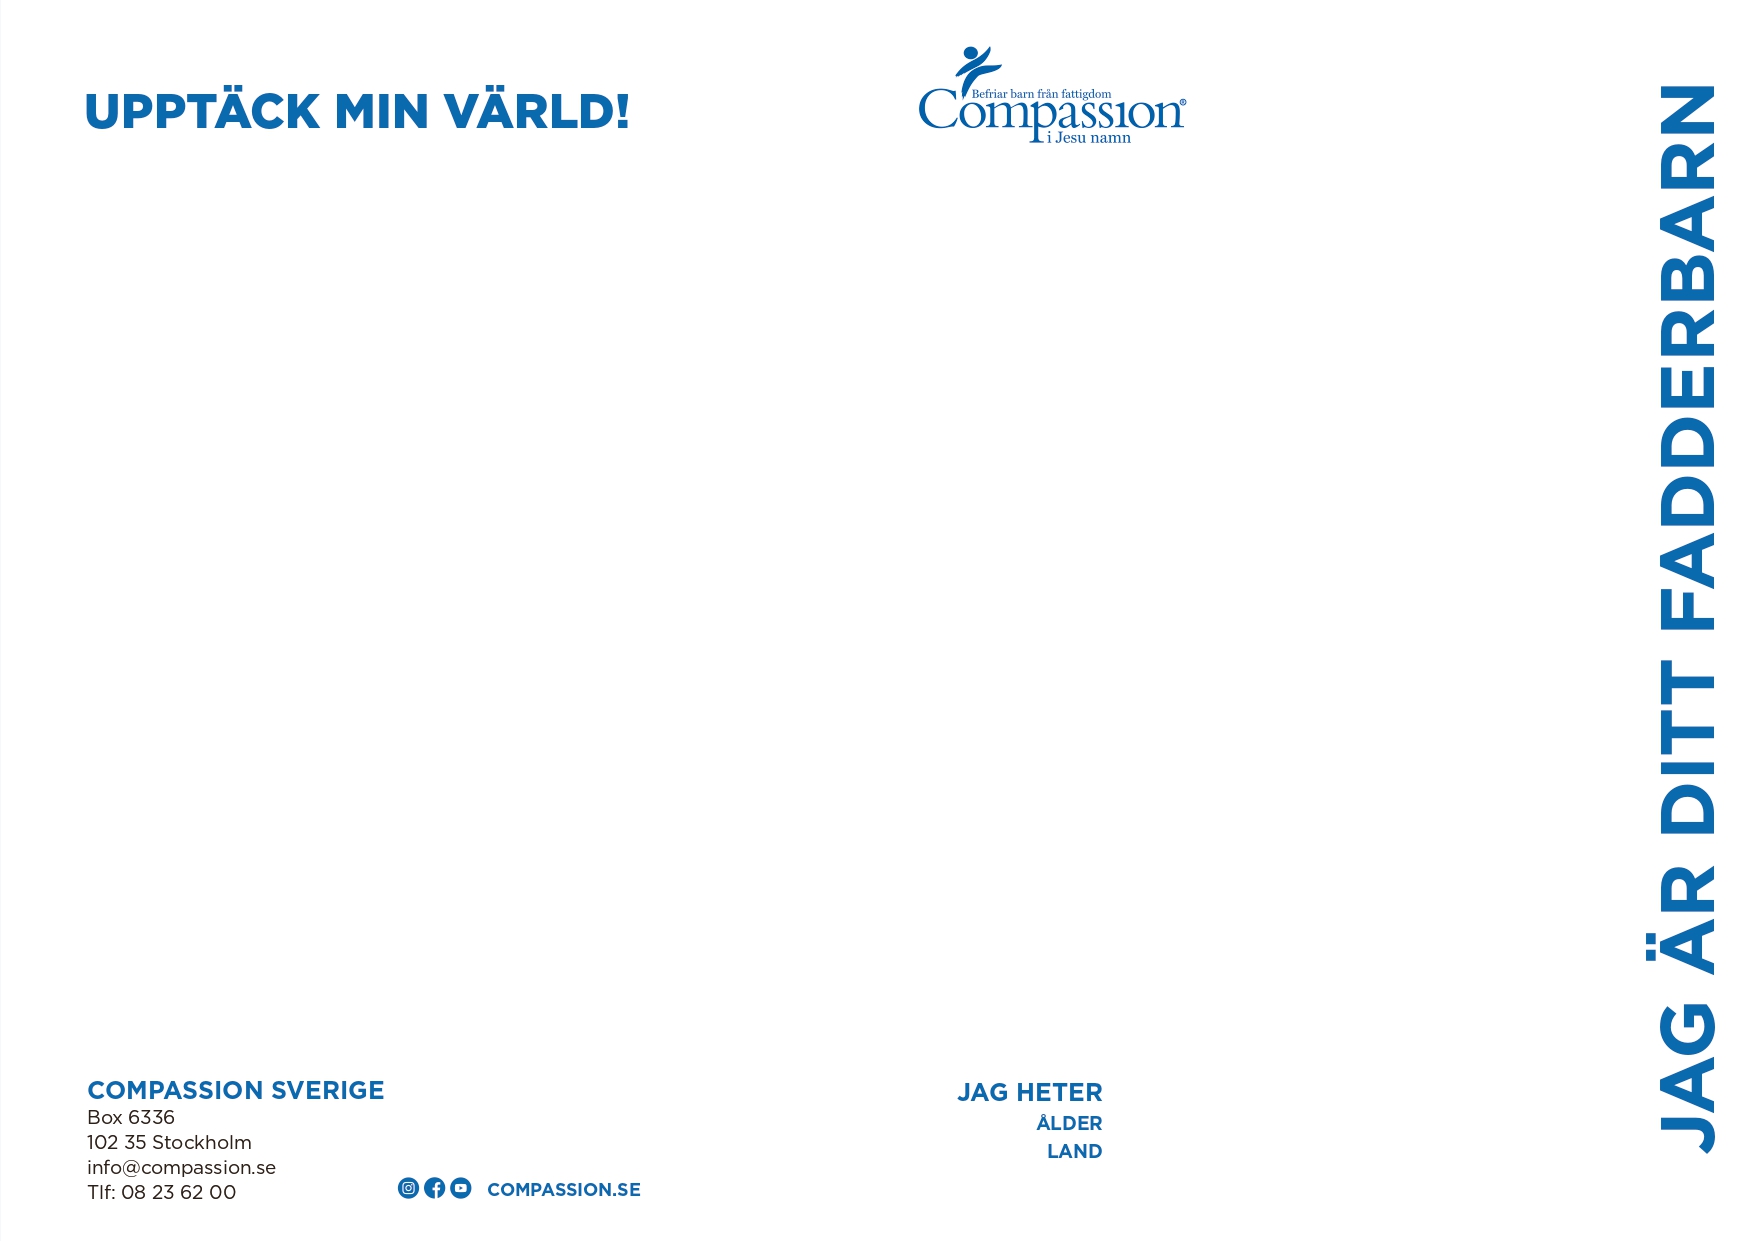 UPPTÄCK MIN VÄRLD!
COMPASSION SVERIGE
Box 6336
102 35 Stockholm
info@compassion.se
Tlf: 08 23 62 00
COMPASSION.SE
Befriar barn från fattigdom
Compassion®
i Jesu namn
JAG HETER
ÅLDER
LAND
JAG ÄR DITT FADDERBARN